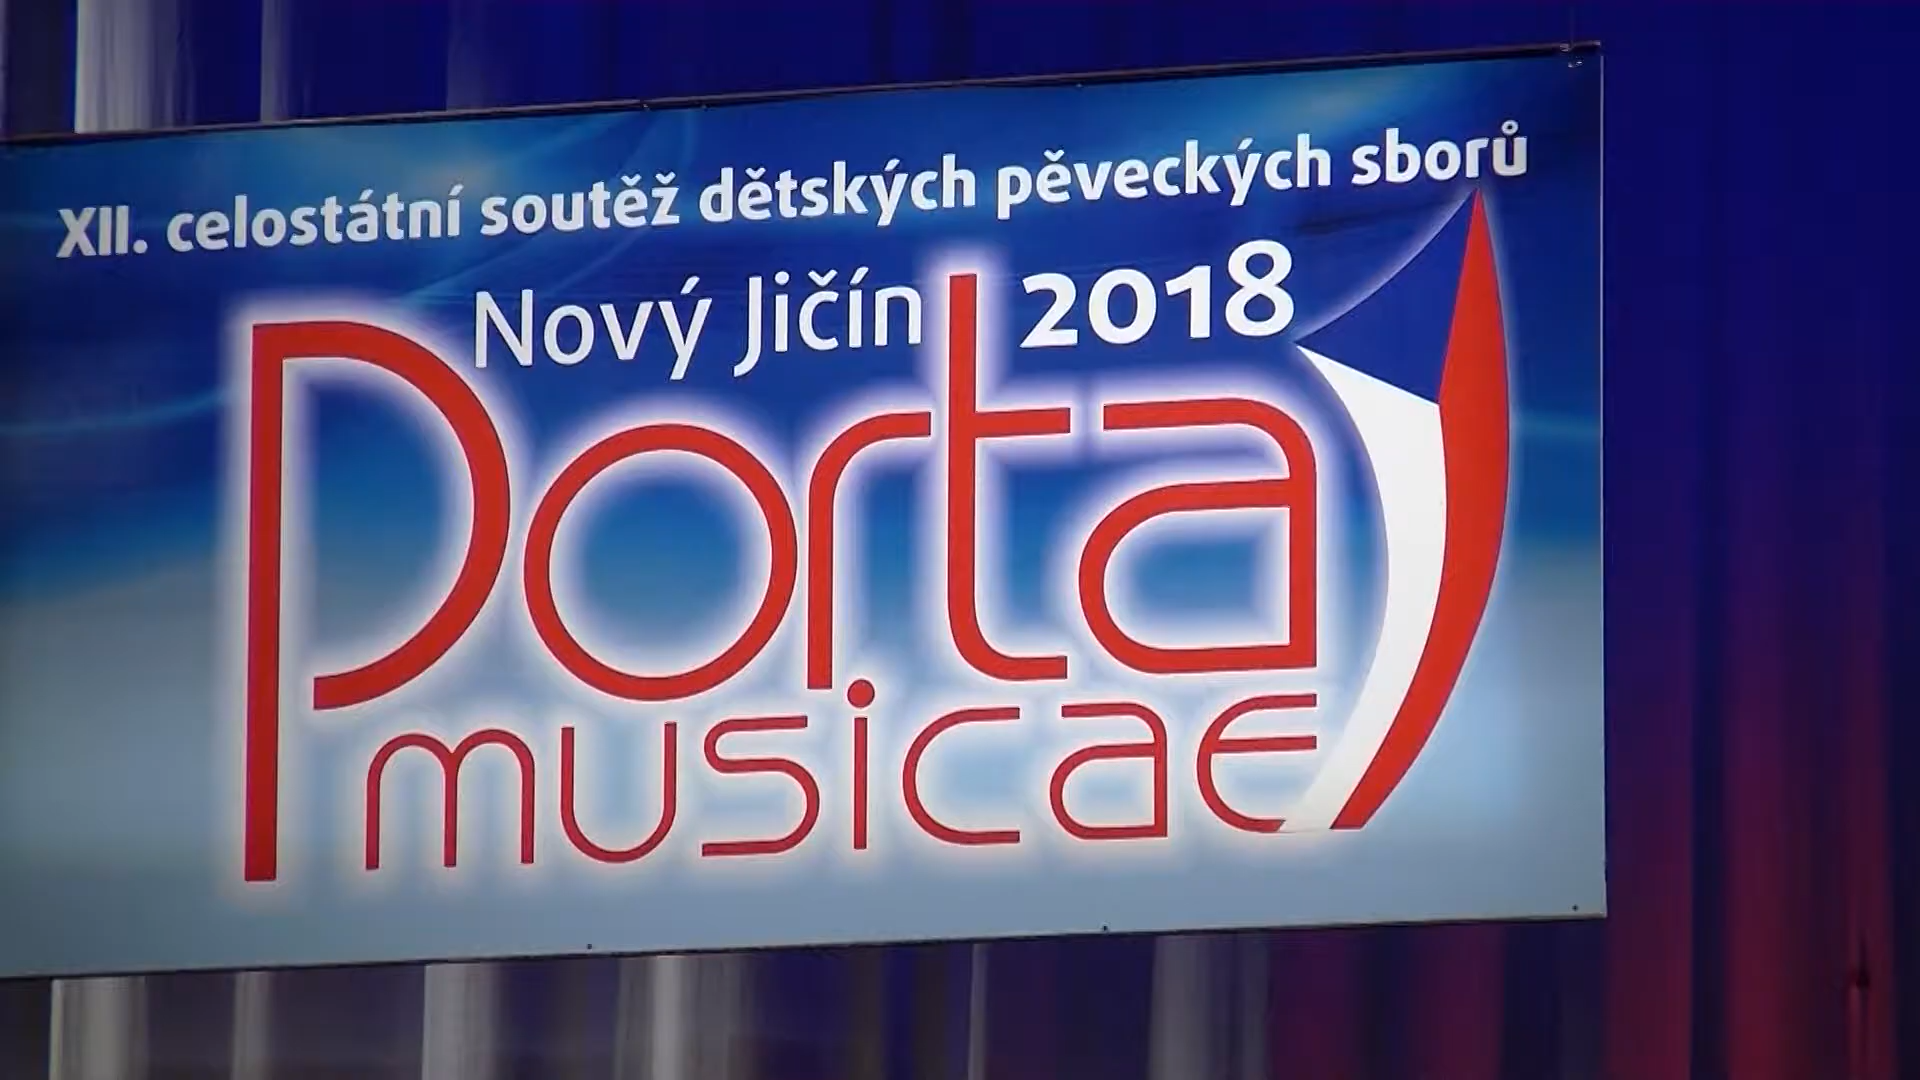 XII. celostátní soutěž dětských pěveckých sborů
Nový Jičín 2018
Porta
musicae